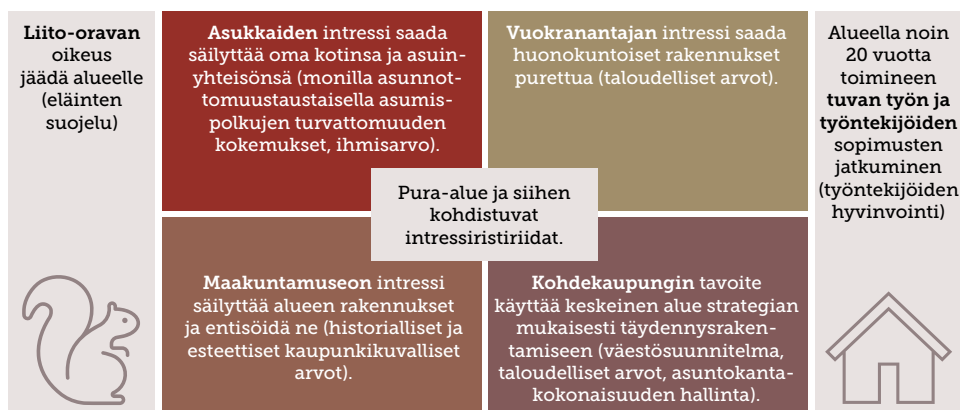 Liito-oravan
oikeus
jäädä alueelle
(eläinten
suojelu)
Asukkaiden intressi saada
säilyttää oma kotinsa ja asuin-
yhteisönsä (monilla asunnot-
tomuustaustaisella asumis-
polkujen turvattomuuden
kokemukset, ihmisarvo).
Vuokranantajan intressi saada
huonokuntoiset rakennukset
purettua (taloudelliset arvot).
Alueella noin
20 vuotta
toimineen
tuvan työn ja
työntekijöiden
sopimusten
jatkuminen
(työntekijöiden
hyvinvointi)
Pura-alue ja siihen
kohdistuvat
intressiristiriidat.
Maakuntamuseon intressi
säilyttää alueen rakennukset
ja entisöidä ne (historialliset ja
esteettiset kaupunkikuvalliset
arvot).
Kohdekaupungin tavoite
käyttää keskeinen alue strategian
mukaisesti täydennysraken-
tamiseen (väestösuunnitelma,
taloudelliset arvot, asuntokanta-
kokonaisuuden hallinta).